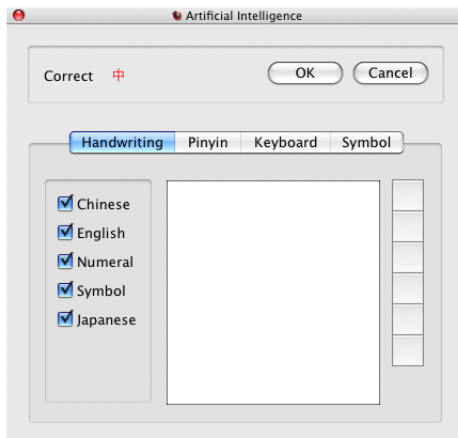 Artificial Intelligence
Correct 中 OK Cancel
Handwriting Pinyin Keyboard Symbol
Chinese
English
Numeral
Symbol
Japanese